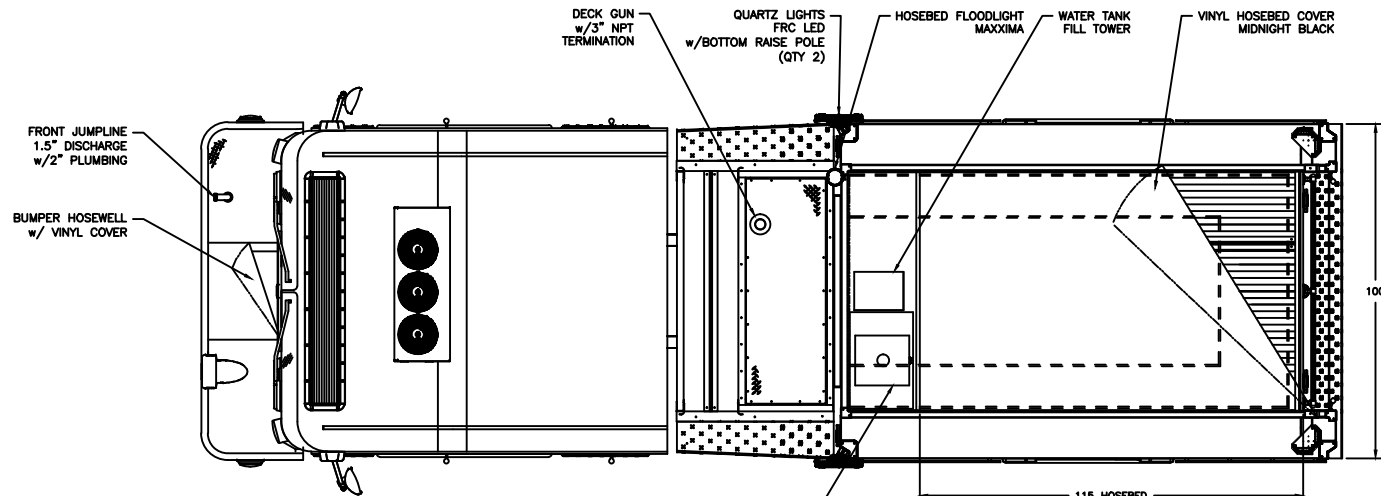 DECK GUN
w/3" NPT
TERMINATION
QUARTZ LIGHTS
FRC LED
w/BOTTOM RAISE POLE
(QTY 2)
HOSEBED FLOODLIGHT
MAXXIMA
WATER TANK
FILL TOWER
VINYL HOSEBED COVER
MIDNIGHT BLACK
FRONT JUMPLINE
1.5" DISCHARGE
w/2" PLUMBING
BUMPER HOSEWELL
w/ VINYL COVER
100
115 HOSEBED